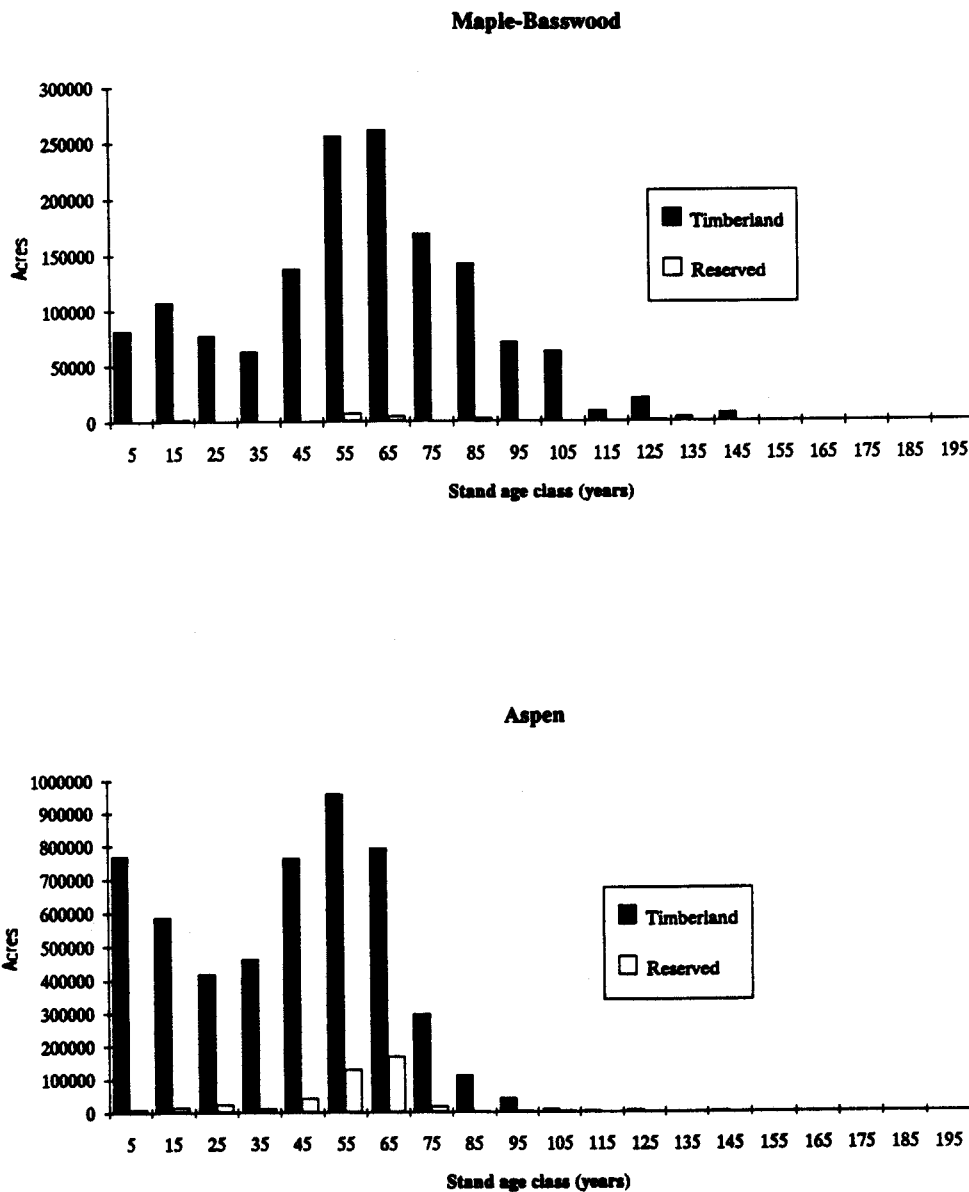 Maple-Basswood
300000
250000
200000
150000
100000
50000
0
Acres
Timberland
Reserved
5 15 25 35 45 55 65 75 85 95 105 115 125 135 145 155 165 175 185 195
Stand age class (years)
Aspen
1000000
900000
800000
700000
600000
500000
400000
300000
200000
100000
0
Acres
Timberland
Reserved
5 15 25 35 45 55 65 75 85 95 105 115 125 135 145 155 165 175 185 195
Stand age class (years)